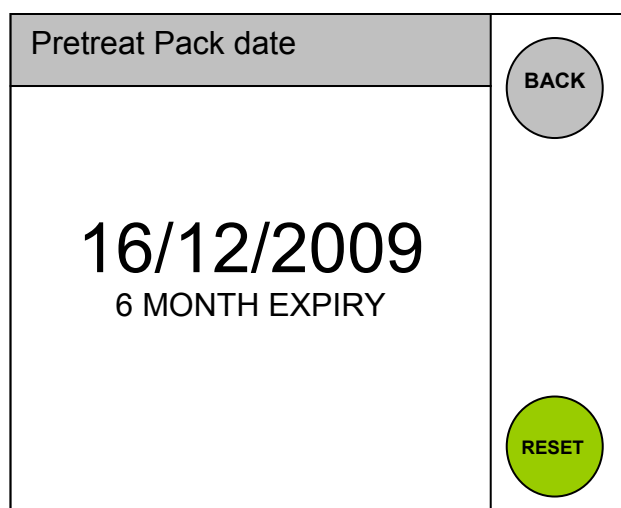 Pretreat Pack date
BACK
16/12/2009
6 MONTH EXPIRY
RESET